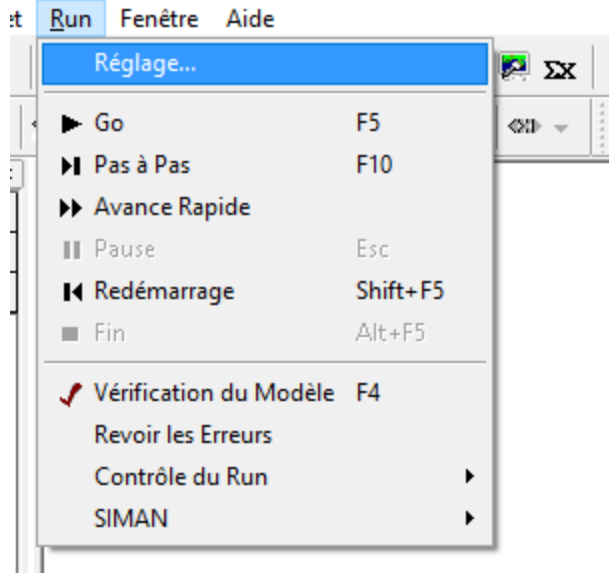 et Run Fenêtre Aide
Réglage...
Σx
Go F5
Pas à Pas F10
Avance Rapide
Pause Esc
Redémarrage Shift+F5
Fin Alt+F5
Vérification du Modèle F4
Revoir les Erreurs
Contrôle du Run
SIMAN